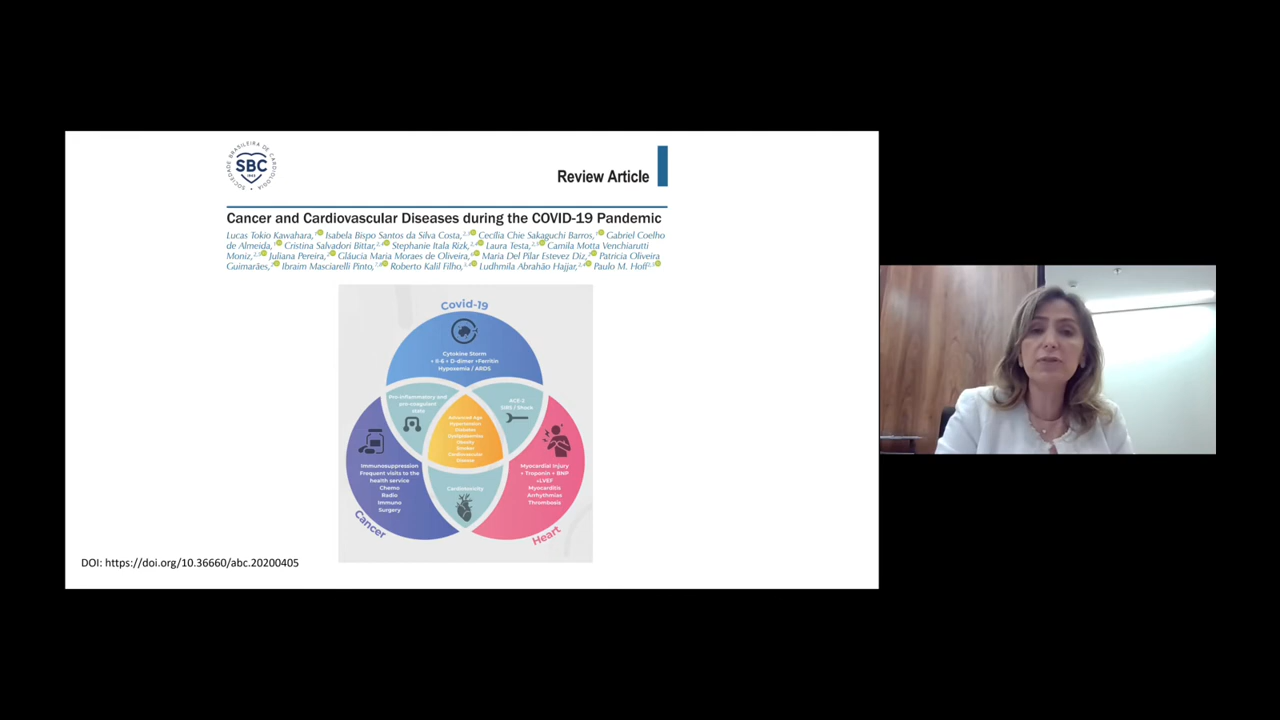 SOCIEDADE BRASILEIRA DE CARDIOLOGIA
SBC
1943
Review Article
Cancer and Cardiovascular Diseases during the COVID-19 Pandemic
Lucas Tokio Kawahara, Isabela Bispo Santos da Silva Costa, Cecília Chie Sakaguchi Barros, Gabriel Coelho
de Almeida, Cristina Salvadori Bittar, Stephanie Itala Rizk, Laura Testa, Camila Motta Venchiarutti
Moniz, Juliana Pereira, Gláucia Maria Moraes de Oliveira, Maria Del Pilar Estevez Diz, Patricia Oliveira
Guimarães, Ibraim Masciarelli Pinto, Roberto Kalil Filho, Ludhmila Abrahão Hajjar, Paulo M. Hoff
Covid-19
Cytokine Storm
+ Il-6 + D-dimer +Ferritin
Hypoxemia / ARDS
Pro-inflammatory and
pro-coagulant
state
ACE-2
SIRS / Shock
Advanced Age
Hypertension
Diabetes
Dyslipidemias
Obesity
Smoker
Cardiovascular
Disease
Immunosuppression
Frequent visits to the
health service
Chemo
Radio
Immuno
Surgery
Myocardial Injury
+ Troponin + BNP
<LVEF
Myocarditis
Arrhythmias
Thrombosis
Cardiotoxicity
Cancer
Heart
DOI: https://doi.org/10.36660/abc.20200405